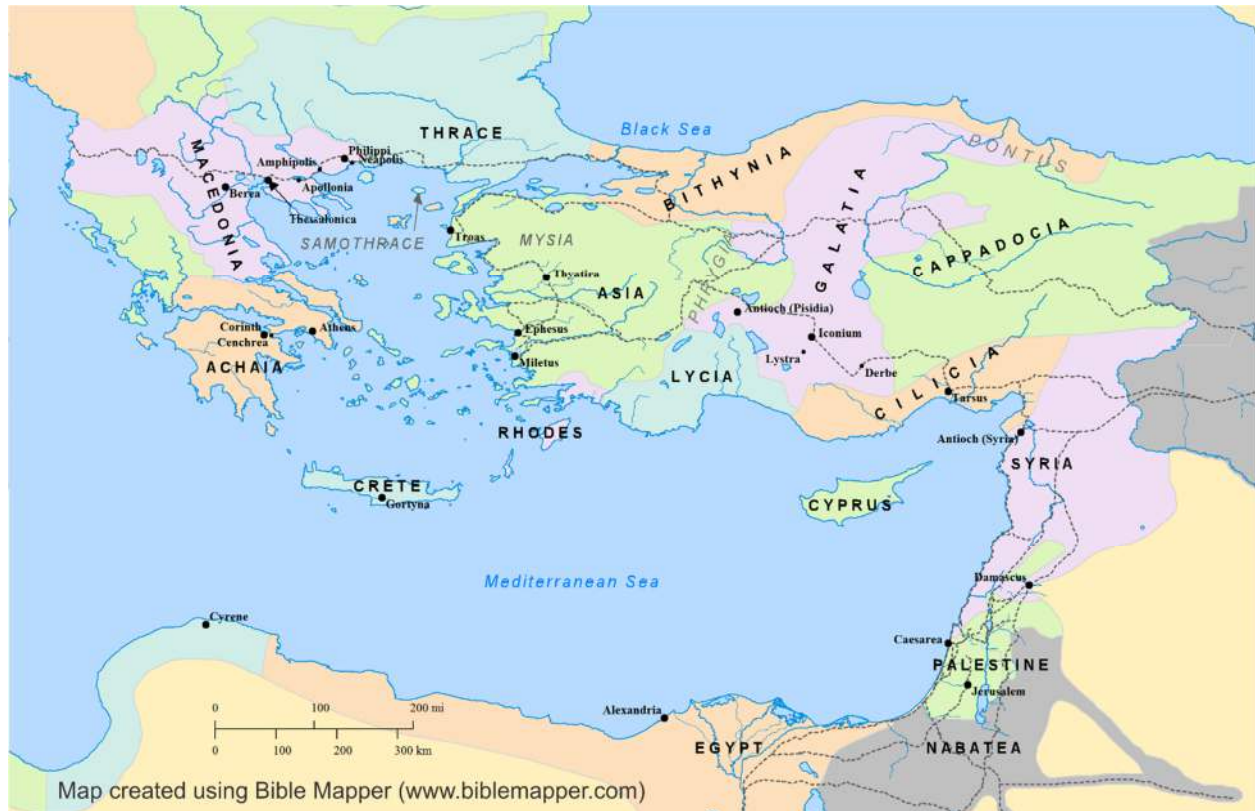 THRACE
Black Sea
Philippi
Neapolis
Amphipolis
PONTUS
MACEDONIA
BITHYNIA
Apollonia
Berea
Thessalonica
GALATIA
SAMOTHRACE
Troas
MYSIA
PHRYGIA
CAPPADOCIA
Thyatira
ASIA
Antioch (Pisidia)
Corinth
Athens
Ephesus
Iconium
Cenchrea
Miletus
Lystra
ACHAIA
LYCIA
Derbe
CILICIA
Tarsus
RHODES
Antioch (Syria)
SYRIA
CRETE
Gortyna
CYPRUS
Mediterranean Sea
Damascus
Cyrene
Caesarea
PALESTINE
Jerusalem
0 100 200 mi
Alexandria
0 100 200 300 km
EGYPT
NABATEA
Map created using Bible Mapper (www.biblemapper.com)